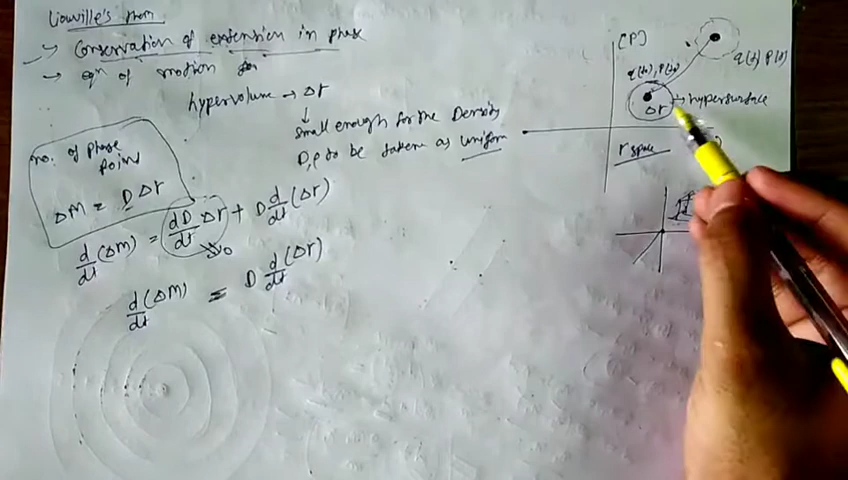 Liouville's thm
→ Conservation of extension in phase
→ eqn of motion for
hypervolume → Δr
↓
small enough for the Density
D, ρ to be taken as uniform
no. of phase
points
ΔM = D Δr
d/dt (ΔM) = dD/dt Δr + D d/dt (Δr)
d/dt (ΔM) = D d/dt (Δr)
[P]
q(t) P(t)
q(t₀), P(t₀)
→ hypersurface
Δr
r space